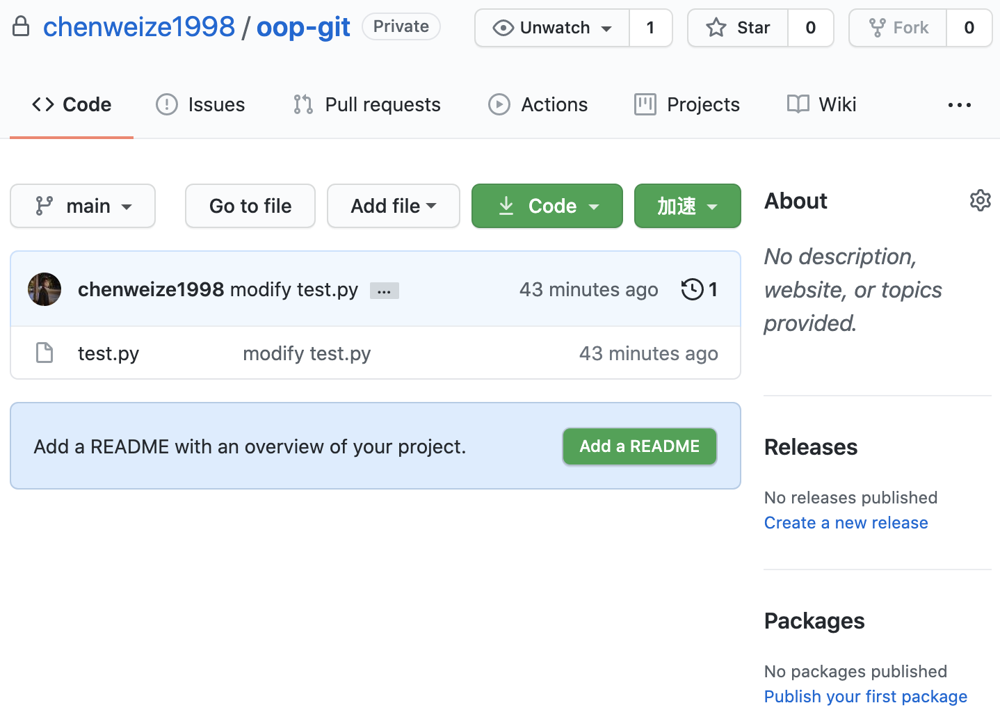 chenweize1998 / oop-git Private Unwatch 1 Star 0 Fork 0
Code Issues Pull requests Actions Projects Wiki ...
main Go to file Add file Code 加速
chenweize1998 modify test.py ... 43 minutes ago 1
test.py modify test.py 43 minutes ago
Add a README with an overview of your project. Add a README
About
No description,
website, or topics
provided.
Releases
No releases published
Create a new release
Packages
No packages published
Publish your first package